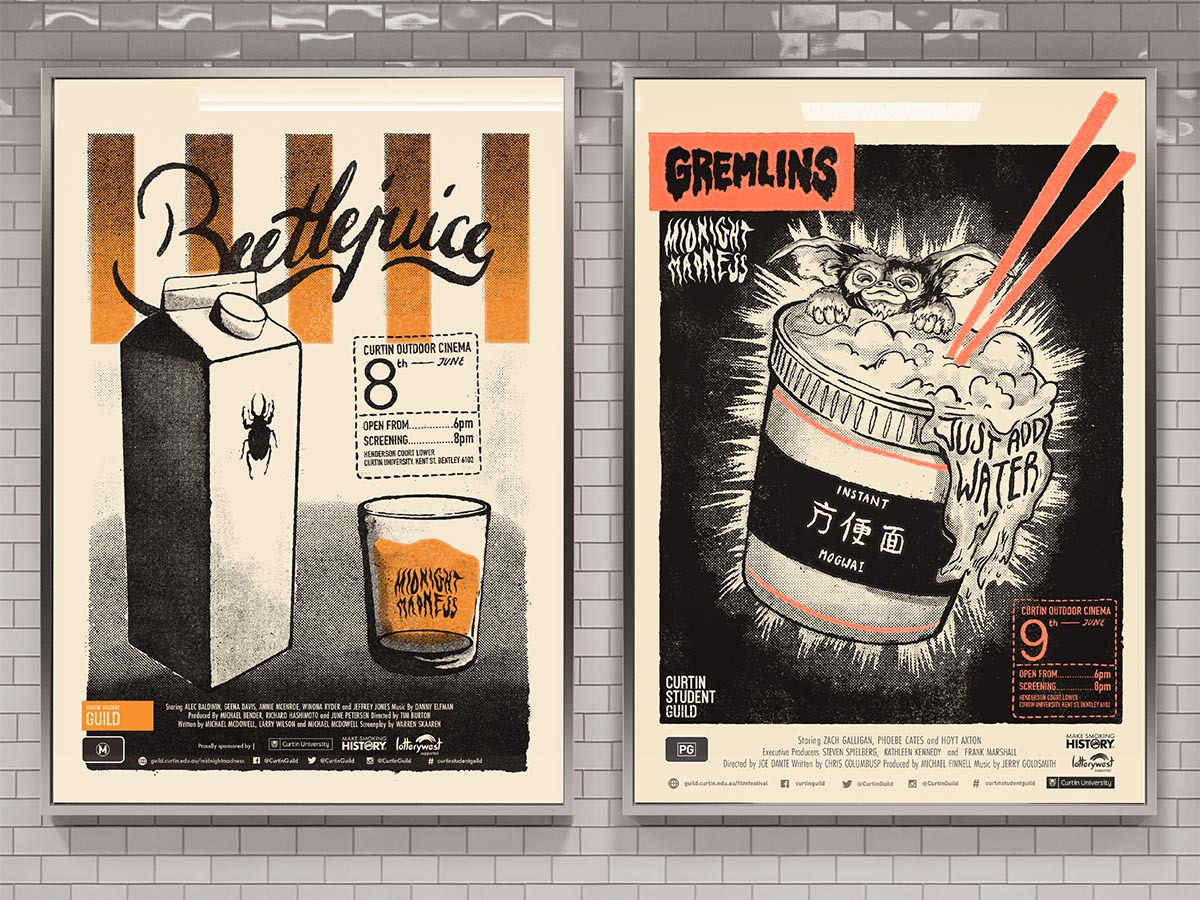 Beetlejuice
CURTIN OUTDOOR CINEMA
8th — JUNE
OPEN FROM..............6pm
SCREENING..............8pm
HENDERSON COURT LOWER
CURTIN UNIVERSITY, KENT ST, BENTLEY 6102
MIDNIGHT
MADNESS
CURTIN STUDENT
GUILD
Starring ALEC BALDWIN, GEENA DAVIS, ANNIE MCENROE, WINONA RYDER and JEFFREY JONES Music By DANNY ELFMAN
Produced By MICHAEL BENDER, RICHARD HASHIMOTO and JUNE PETERSEN Directed by TIM BURTON
Written by MICHAEL MCDOWELL, LARRY WILSON and MICHAEL MCDOWELL Screenplay by WARREN SKAAREN
M
Proudly sponsored by |
Curtin University
MAKE SMOKING
HISTORY
lotterywest
supported
guild.curtin.edu.au/midnightmadness
@CurtinGuild
@CurtinGuild
@CurtinGuild
curtinstudentguild
GREMLINS
MIDNIGHT
MADNESS
JUST ADD
WATER
INSTANT
方便面
MOGWAI
CURTIN OUTDOOR CINEMA
9th — JUNE
OPEN FROM..............6pm
SCREENING..............8pm
HENDERSON COURT LOWER
CURTIN UNIVERSITY, KENT ST, BENTLEY 6102
CURTIN
STUDENT
GUILD
PG
Starring ZACH GALLIGAN, PHOEBE CATES and HOYT AXTON
Executive Producers STEVEN SPIELBERG, KATHLEEN KENNEDY and FRANK MARSHALL
Directed by JOE DANTE Written by CHRIS COLUMBUSP Produced by MICHAEL FINNELL Music by JERRY GOLDSMITH
MAKE SMOKING
HISTORY
lotterywest
supported
guild.curtin.edu.au/filmfestival
curtinguild
@CurtinGuild
@CurtinGuild
# curtinstudentguild
Curtin University